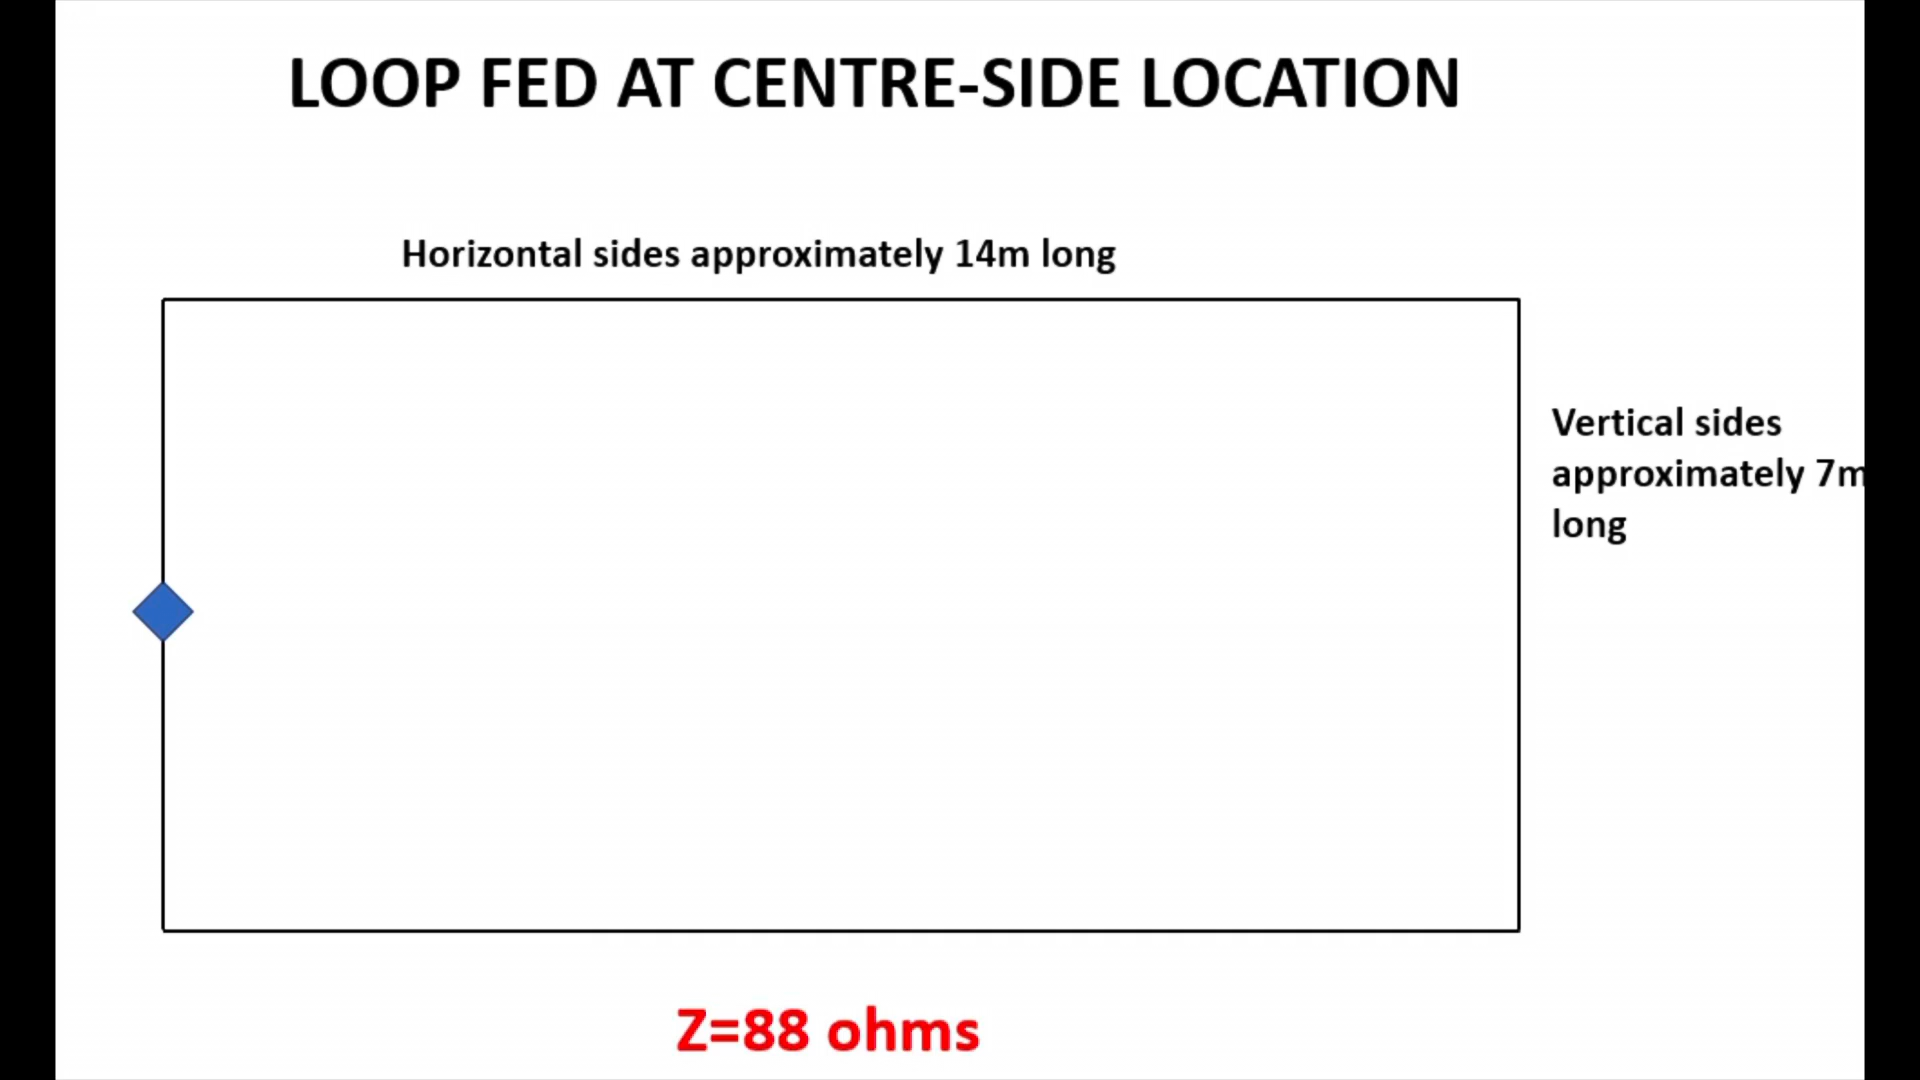 LOOP FED AT CENTRE-SIDE LOCATION
Horizontal sides approximately 14m long
Vertical sides
approximately 7m
long
Z=88 ohms